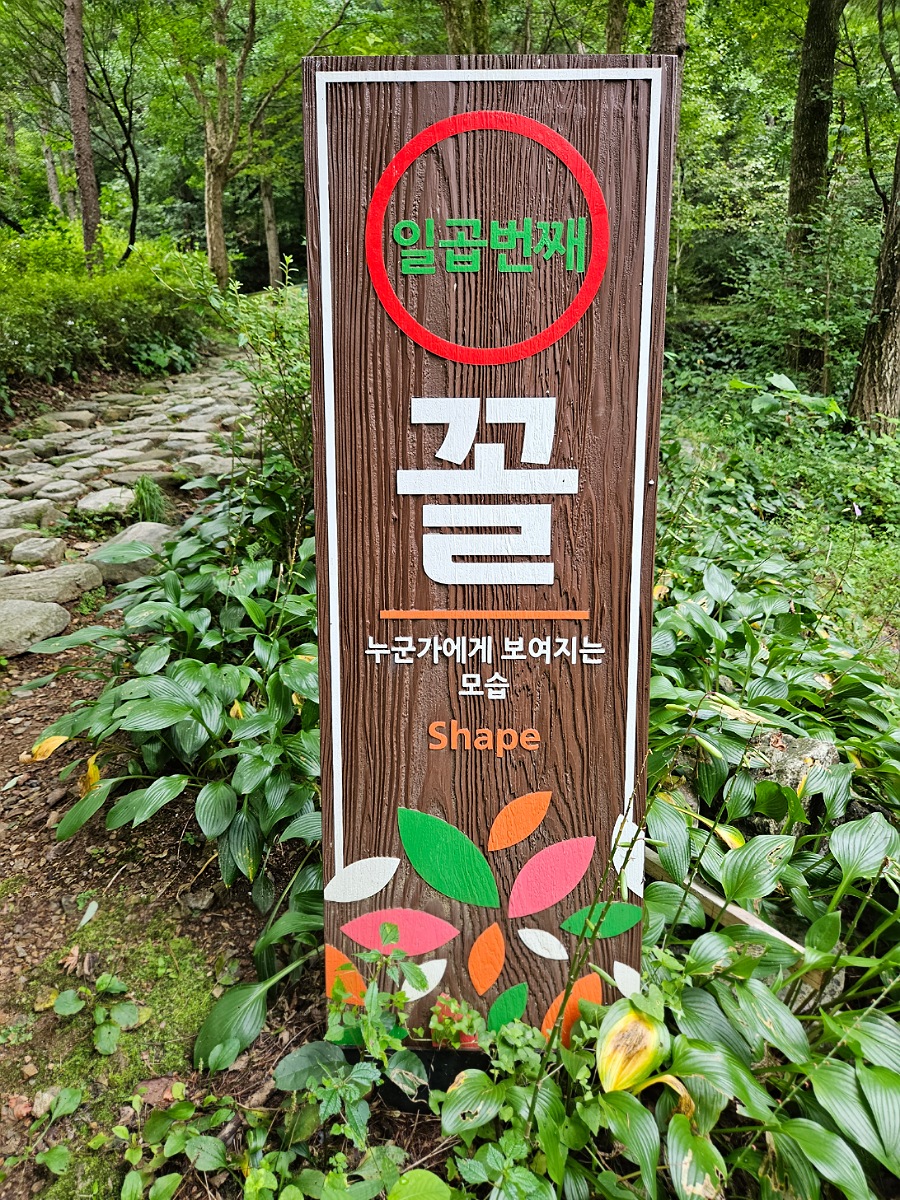 일곱번째
꼴
누군가에게 보여지는
모습
Shape